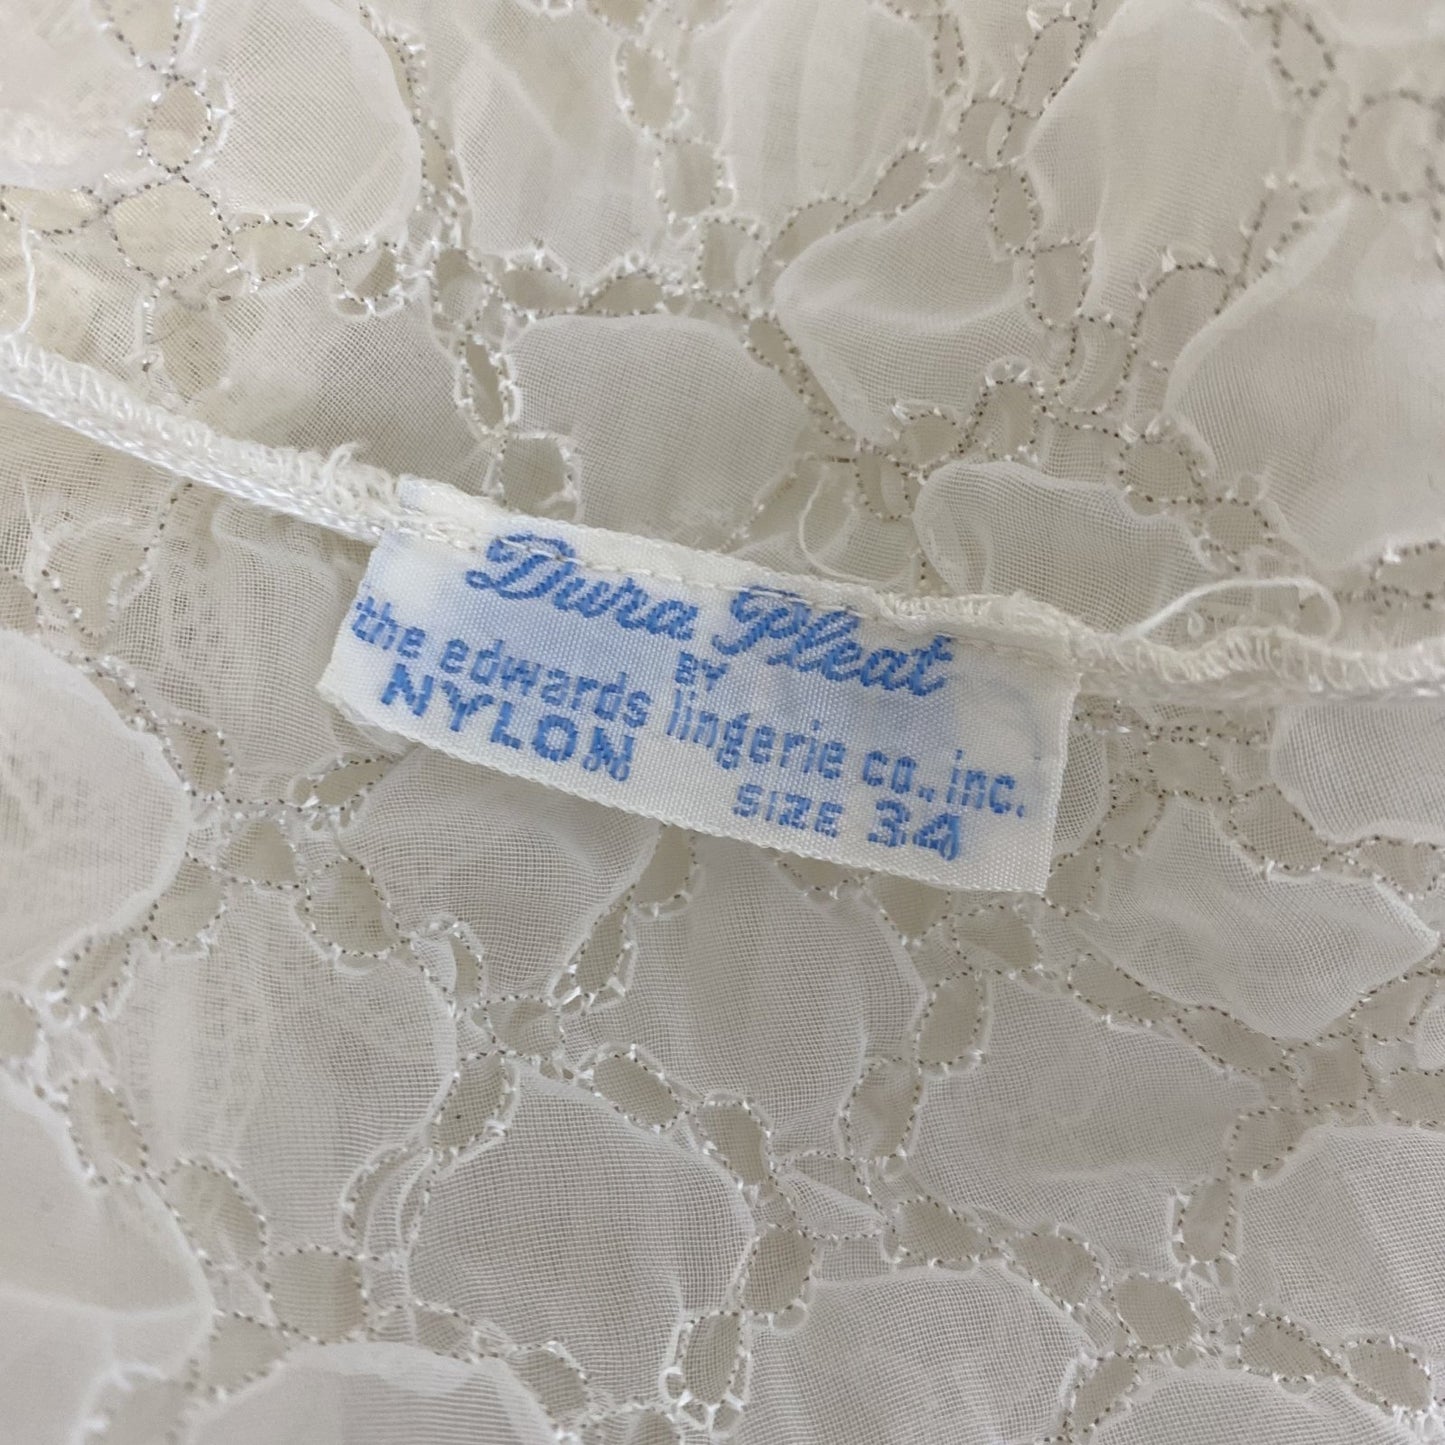 Dura Pleat
BY
the edwards lingerie co., inc.
NYLON SIZE 34